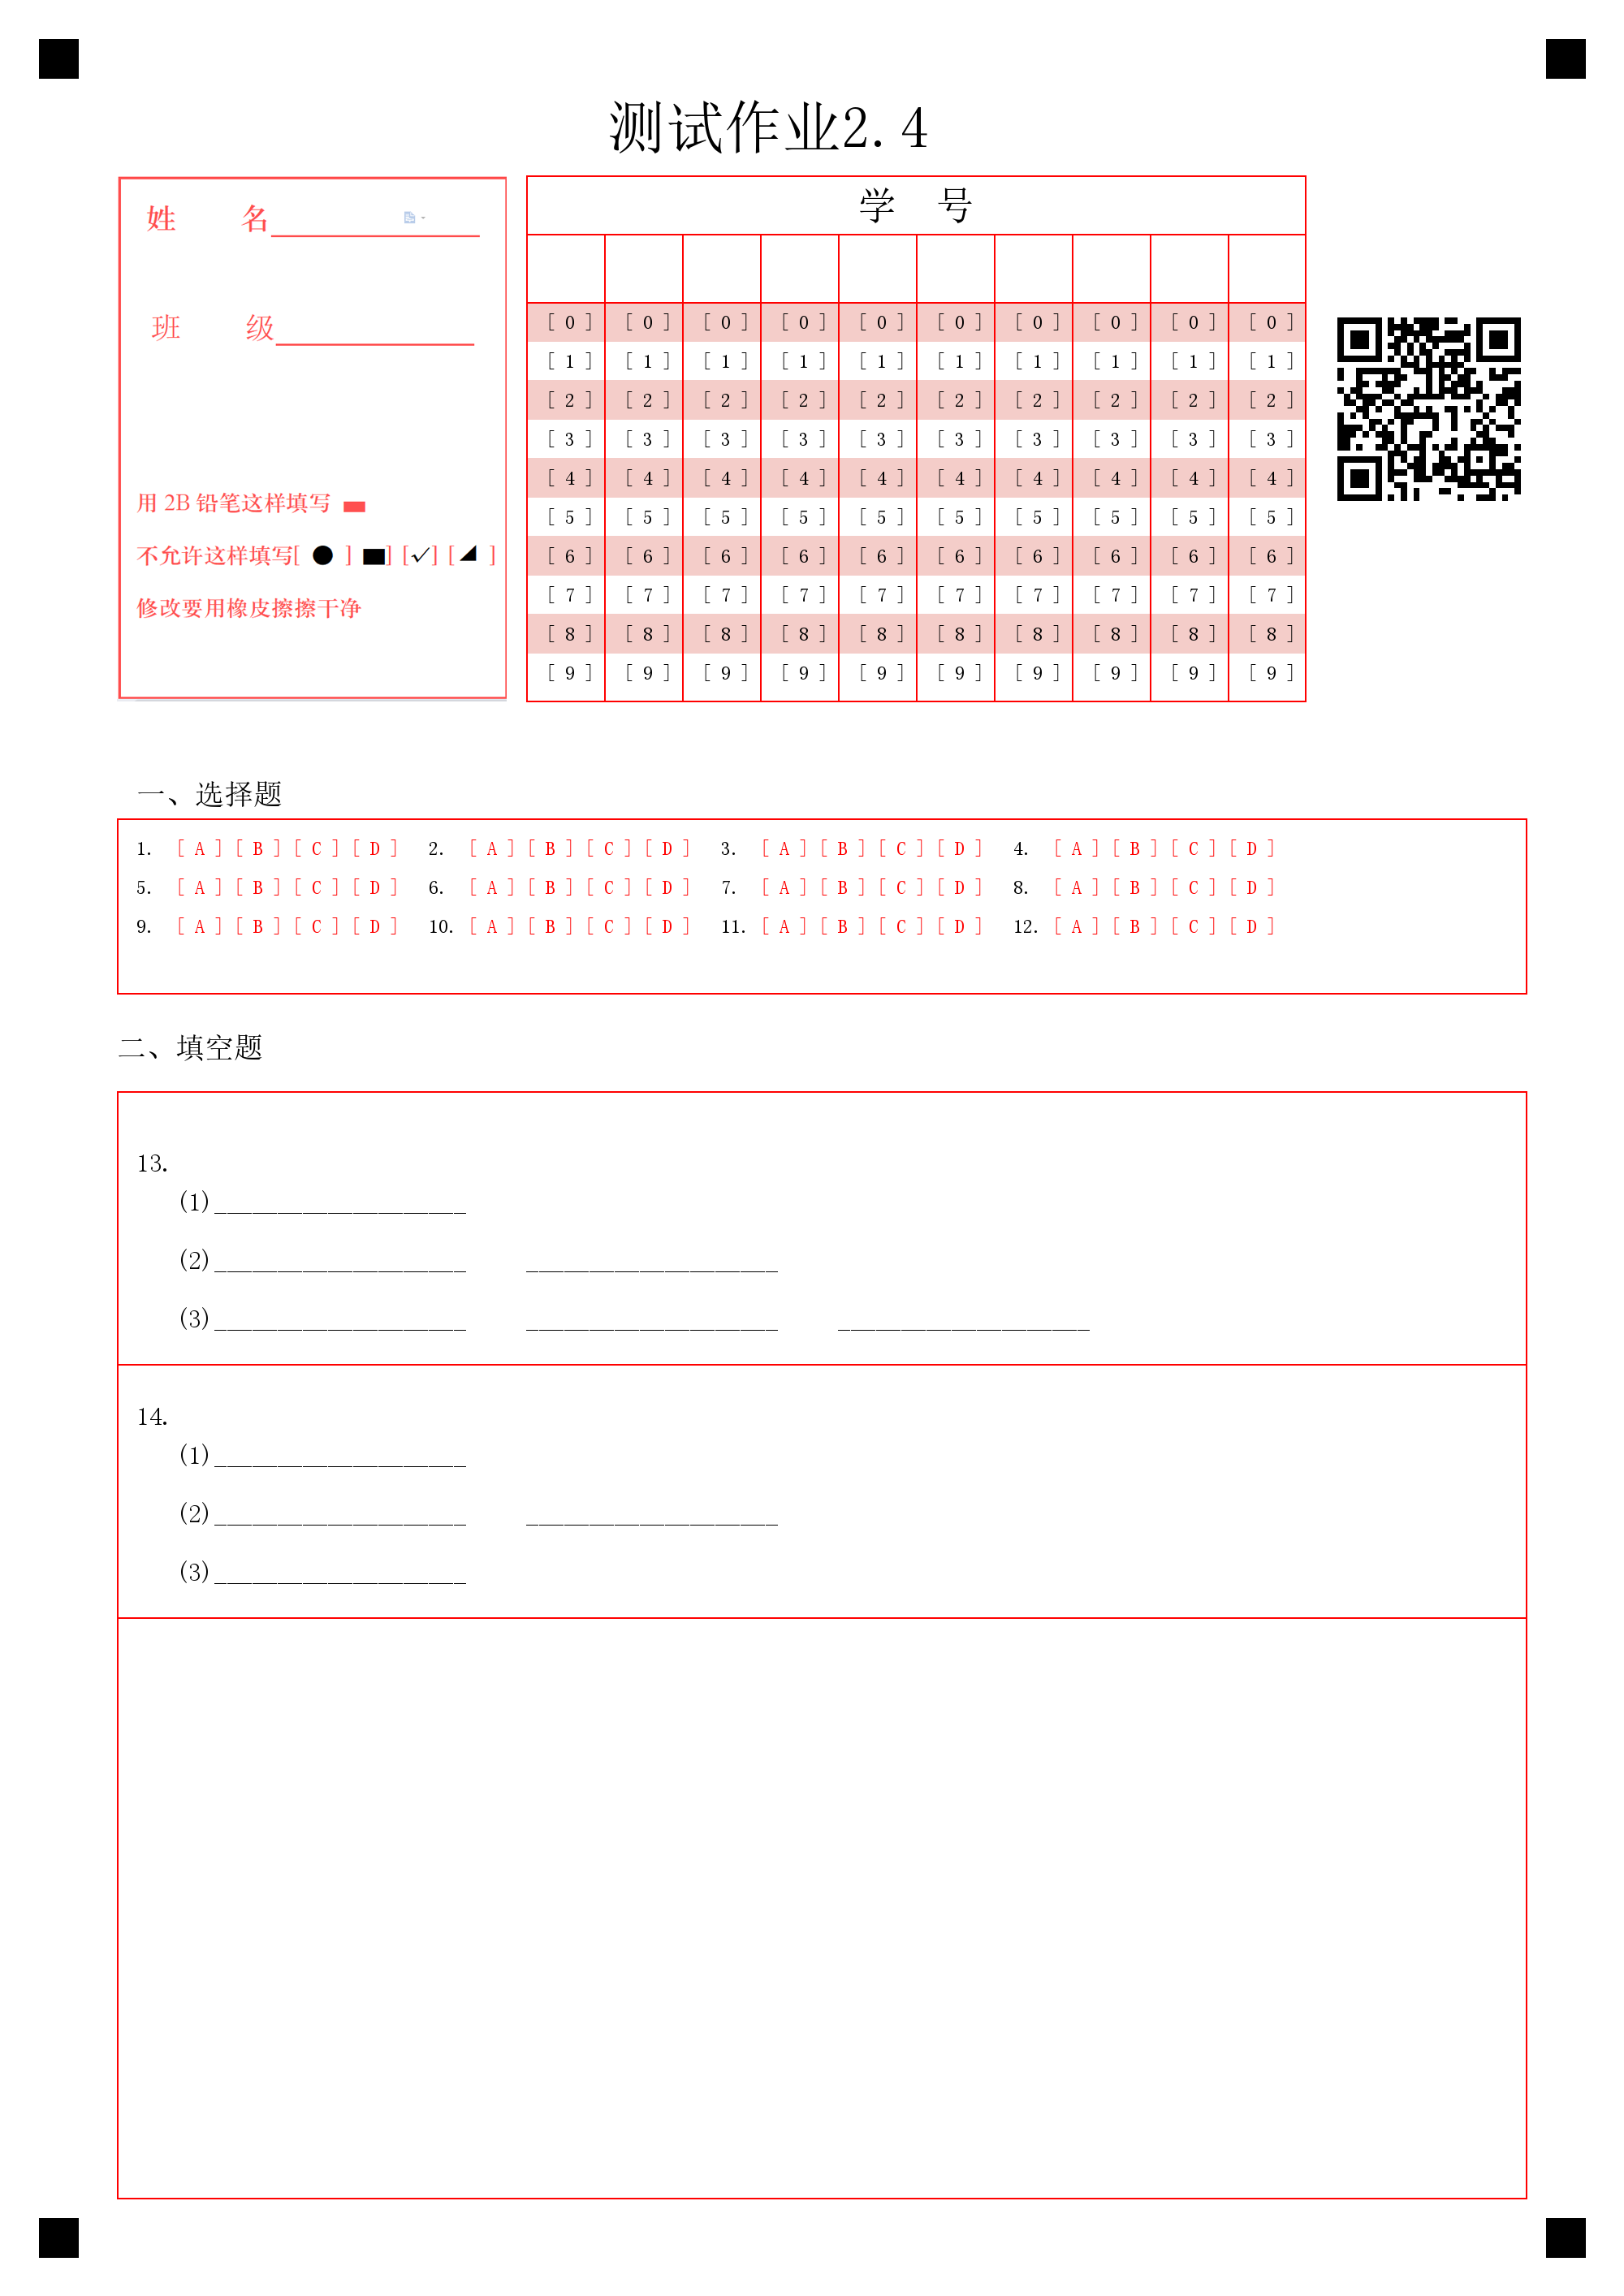 测试作业2.4
姓 名
班 级
用 2B 铅笔这样填写
不允许这样填写[ ● ] ■] [✓] [◢ ]
修改要用橡皮擦擦干净
学 号
[ 0 ] [ 0 ] [ 0 ] [ 0 ] [ 0 ] [ 0 ] [ 0 ] [ 0 ] [ 0 ] [ 0 ]
[ 1 ] [ 1 ] [ 1 ] [ 1 ] [ 1 ] [ 1 ] [ 1 ] [ 1 ] [ 1 ] [ 1 ]
[ 2 ] [ 2 ] [ 2 ] [ 2 ] [ 2 ] [ 2 ] [ 2 ] [ 2 ] [ 2 ] [ 2 ]
[ 3 ] [ 3 ] [ 3 ] [ 3 ] [ 3 ] [ 3 ] [ 3 ] [ 3 ] [ 3 ] [ 3 ]
[ 4 ] [ 4 ] [ 4 ] [ 4 ] [ 4 ] [ 4 ] [ 4 ] [ 4 ] [ 4 ] [ 4 ]
[ 5 ] [ 5 ] [ 5 ] [ 5 ] [ 5 ] [ 5 ] [ 5 ] [ 5 ] [ 5 ] [ 5 ]
[ 6 ] [ 6 ] [ 6 ] [ 6 ] [ 6 ] [ 6 ] [ 6 ] [ 6 ] [ 6 ] [ 6 ]
[ 7 ] [ 7 ] [ 7 ] [ 7 ] [ 7 ] [ 7 ] [ 7 ] [ 7 ] [ 7 ] [ 7 ]
[ 8 ] [ 8 ] [ 8 ] [ 8 ] [ 8 ] [ 8 ] [ 8 ] [ 8 ] [ 8 ] [ 8 ]
[ 9 ] [ 9 ] [ 9 ] [ 9 ] [ 9 ] [ 9 ] [ 9 ] [ 9 ] [ 9 ] [ 9 ]
一、选择题
1. [ A ] [ B ] [ C ] [ D ] 2. [ A ] [ B ] [ C ] [ D ] 3. [ A ] [ B ] [ C ] [ D ] 4. [ A ] [ B ] [ C ] [ D ]
5. [ A ] [ B ] [ C ] [ D ] 6. [ A ] [ B ] [ C ] [ D ] 7. [ A ] [ B ] [ C ] [ D ] 8. [ A ] [ B ] [ C ] [ D ]
9. [ A ] [ B ] [ C ] [ D ] 10. [ A ] [ B ] [ C ] [ D ] 11. [ A ] [ B ] [ C ] [ D ] 12. [ A ] [ B ] [ C ] [ D ]
二、填空题
13.
(1)____________________
(2)____________________ ____________________
(3)____________________ ____________________ ____________________
14.
(1)____________________
(2)____________________ ____________________
(3)____________________